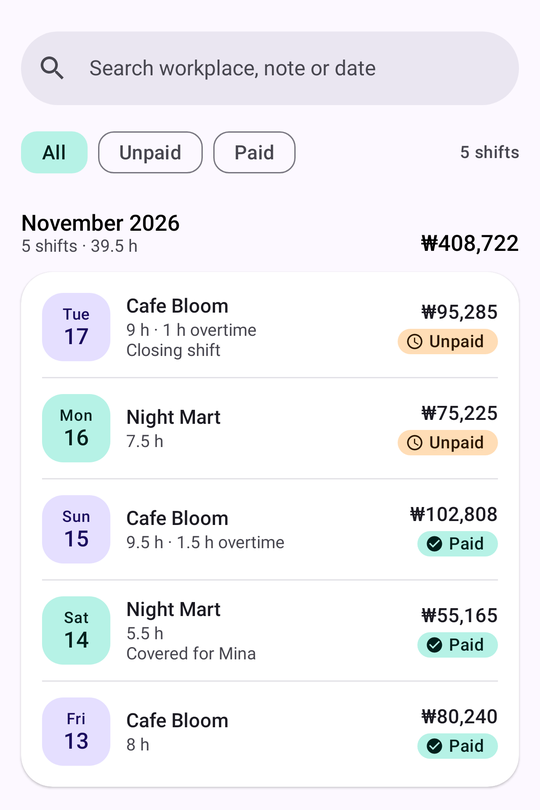 Search workplace, note or date
All
Unpaid
Paid
5 shifts
November 2026
5 shifts · 39.5 h
₩408,722
Tue
17
Cafe Bloom
9 h · 1 h overtime
Closing shift
₩95,285
Unpaid
Mon
16
Night Mart
7.5 h
₩75,225
Unpaid
Sun
15
Cafe Bloom
9.5 h · 1.5 h overtime
₩102,808
Paid
Sat
14
Night Mart
5.5 h
Covered for Mina
₩55,165
Paid
Fri
13
Cafe Bloom
8 h
₩80,240
Paid